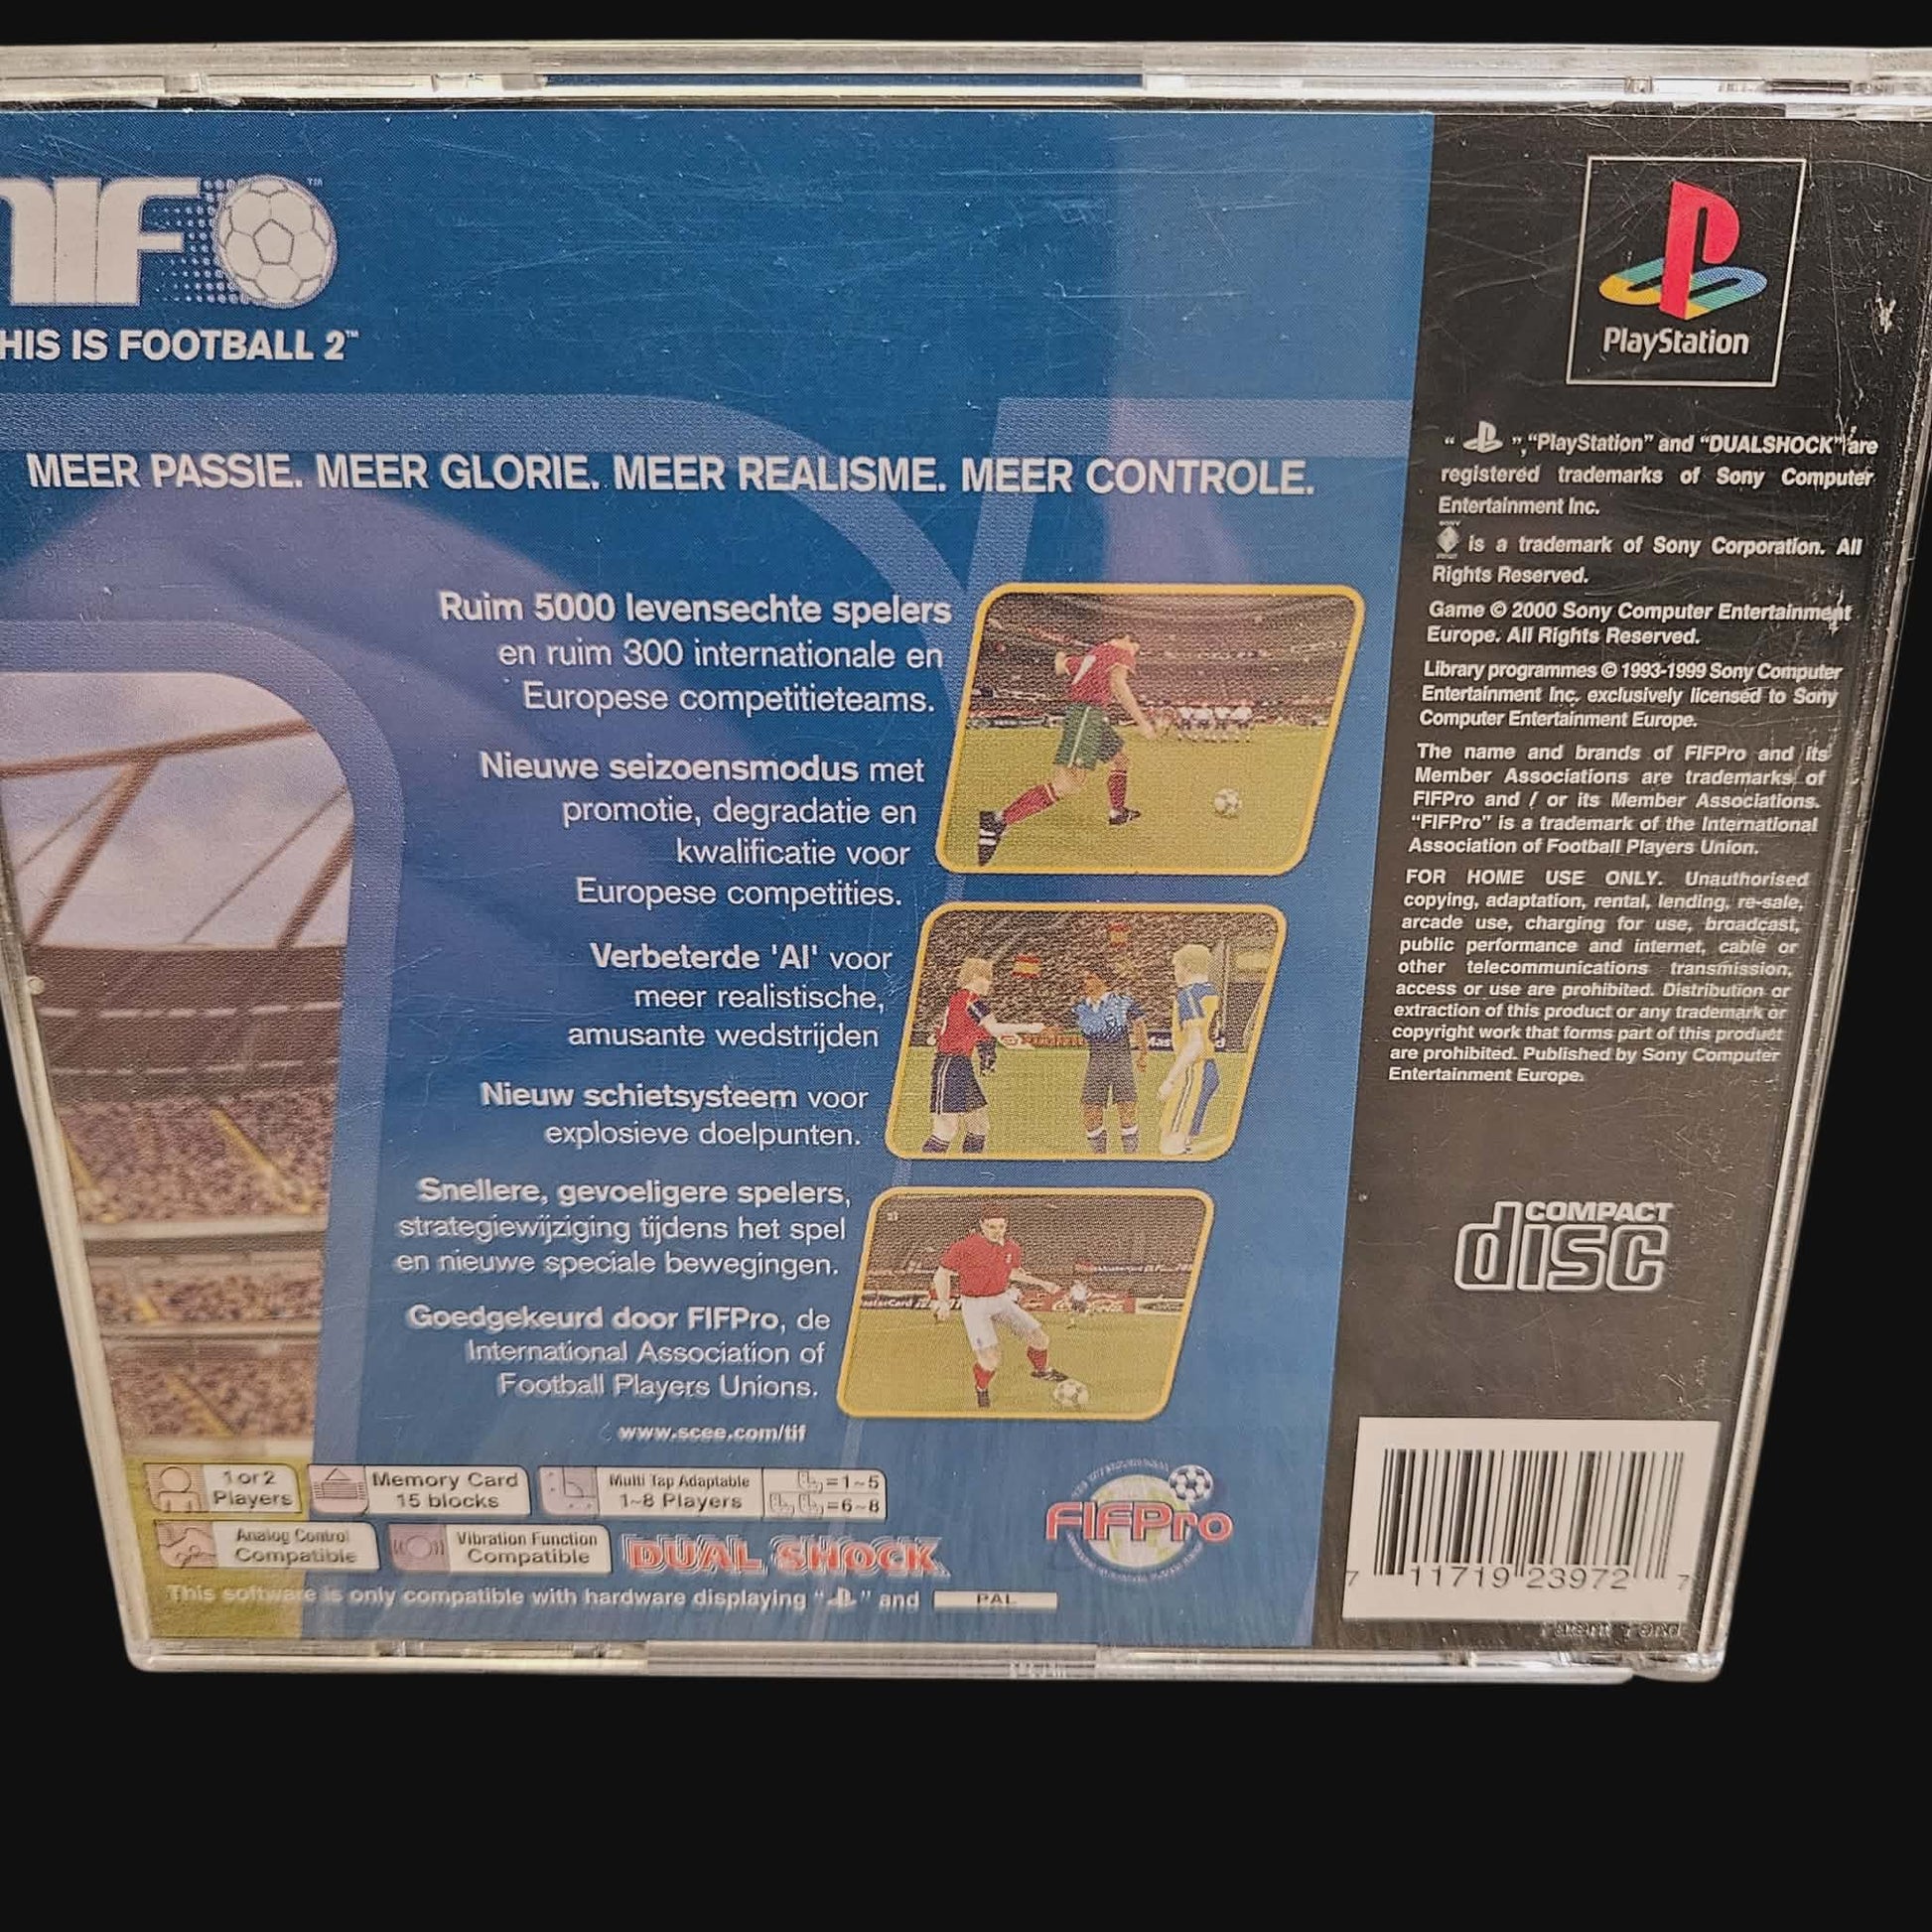 TIF
HIS IS FOOTBALL 2™
MEER PASSIE. MEER GLORIE. MEER REALISME. MEER CONTROLE.
Ruim 5000 levensechte spelers
en ruim 300 internationale en
Europese competitieteams.
Nieuwe seizoensmodus met
promotie, degradatie en
kwalificatie voor
Europese competities.
Verbeterde 'AI' voor
meer realistische,
amusante wedstrijden
Nieuw schietsysteem voor
explosieve doelpunten.
Snellere, gevoeligere spelers,
strategiewijziging tijdens het spel
en nieuwe speciale bewegingen.
Goedgekeurd door FIFPro, de
International Association of
Football Players Unions.
www.scee.com/tif
1 or 2
Players
Memory Card
15 blocks
Multi Tap Adaptable
1~8 Players
=1~5
=6~8
Analog Control
Compatible
Vibration Function
Compatible
DUAL SHOCK
This software is only compatible with hardware displaying " " and PAL
FIFPro
PlayStation
" ","PlayStation" and "DUALSHOCK" are
registered trademarks of Sony Computer
Entertainment Inc.
is a trademark of Sony Corporation. All
Rights Reserved.
Game © 2000 Sony Computer Entertainment
Europe. All Rights Reserved.
Library programmes © 1993-1999 Sony Computer
Entertainment Inc. exclusively licensed to Sony
Computer Entertainment Europe.
The name and brands of FIFPro and its
Member Associations are trademarks of
FIFPro and / or its Member Associations.
"FIFPro" is a trademark of the International
Association of Football Players Union.
FOR HOME USE ONLY. Unauthorised
copying, adaptation, rental, lending, re-sale,
arcade use, charging for use, broadcast,
public performance and internet, cable or
other telecommunications transmission,
access or use are prohibited. Distribution or
extraction of this product or any trademark or
copyright work that forms part of this product
are prohibited. Published by Sony Computer
Entertainment Europe.
COMPACT
disc
7 11719 23972 7